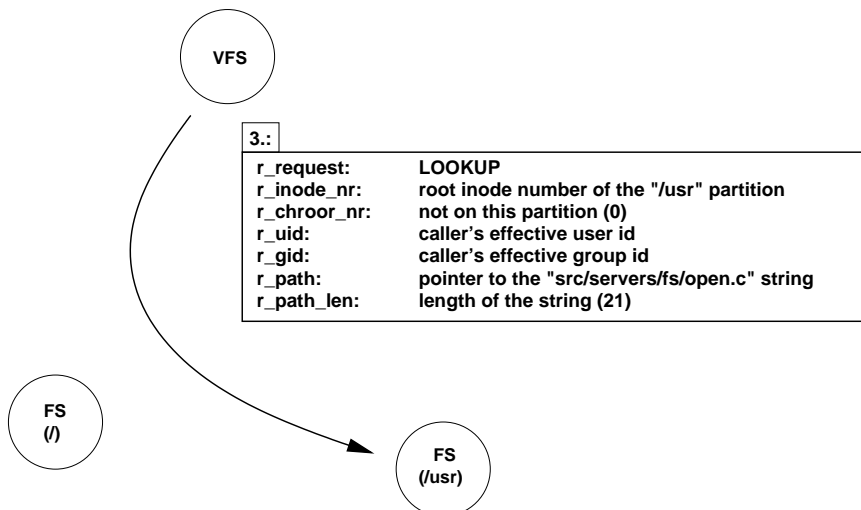 VFS
3.:
r_request: LOOKUP
r_inode_nr: root inode number of the "/usr" partition
r_chroor_nr: not on this partition (0)
r_uid: caller's effective user id
r_gid: caller's effective group id
r_path: pointer to the "src/servers/fs/open.c" string
r_path_len: length of the string (21)
FS
(/)
FS
(/usr)